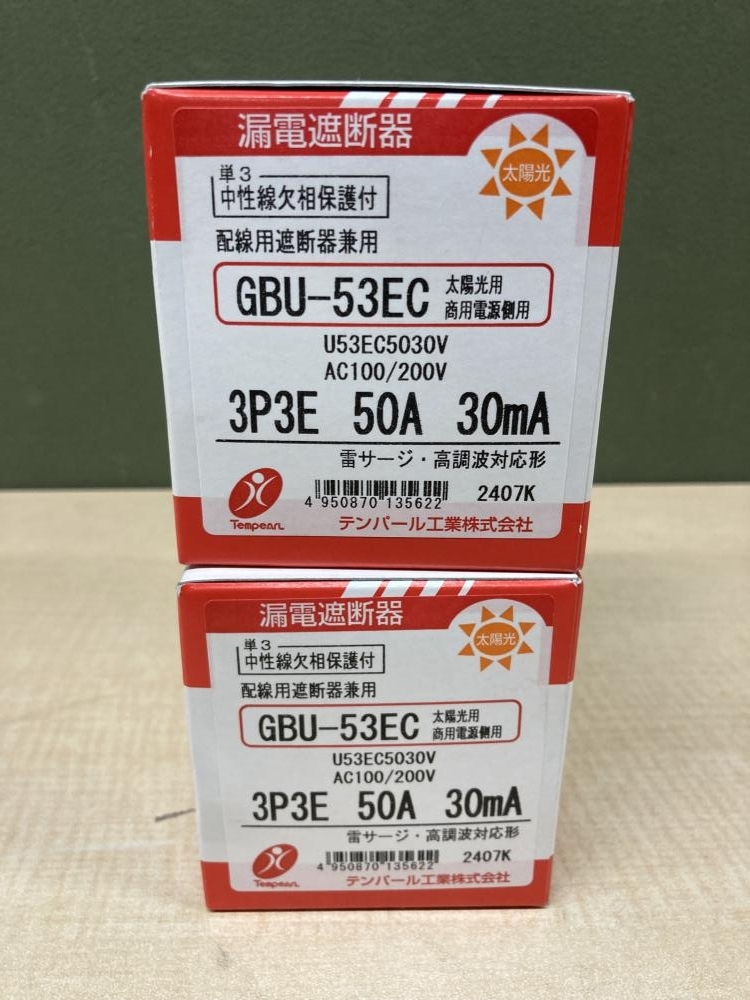 漏電遮断器
太陽光
単3
中性線欠相保護付
配線用遮断器兼用
GBU-53EC 太陽光用
商用電源側用
U53EC5030V
AC100/200V
3P3E 50A 30mA
雷サージ・高調波対応形
4 950870 135622 2407K
Tempearl テンパール工業株式会社
漏電遮断器
太陽光
単3
中性線欠相保護付
配線用遮断器兼用
GBU-53EC 太陽光用
商用電源側用
U53EC5030V
AC100/200V
3P3E 50A 30mA
雷サージ・高調波対応形
4 950870 135622 2407K
Tempearl テンパール工業株式会社